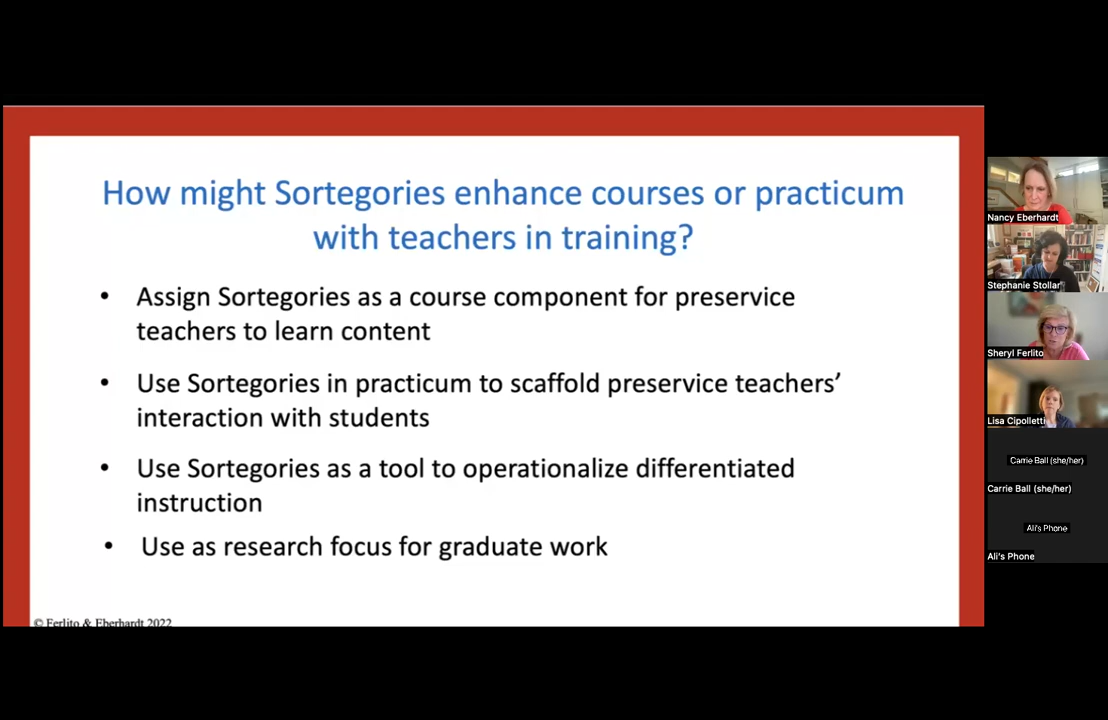 How might Sortegories enhance courses or practicum
with teachers in training?
• Assign Sortegories as a course component for preservice
teachers to learn content
• Use Sortegories in practicum to scaffold preservice teachers’
interaction with students
• Use Sortegories as a tool to operationalize differentiated
instruction
• Use as research focus for graduate work
© Ferlito & Eberhardt 2022
Nancy Eberhardt
Stephanie Stollar
Sheryl Ferlito
Lisa Cipolletti
Carrie Ball (she/her)
Carrie Ball (she/her)
Ali's Phone
Ali's Phone